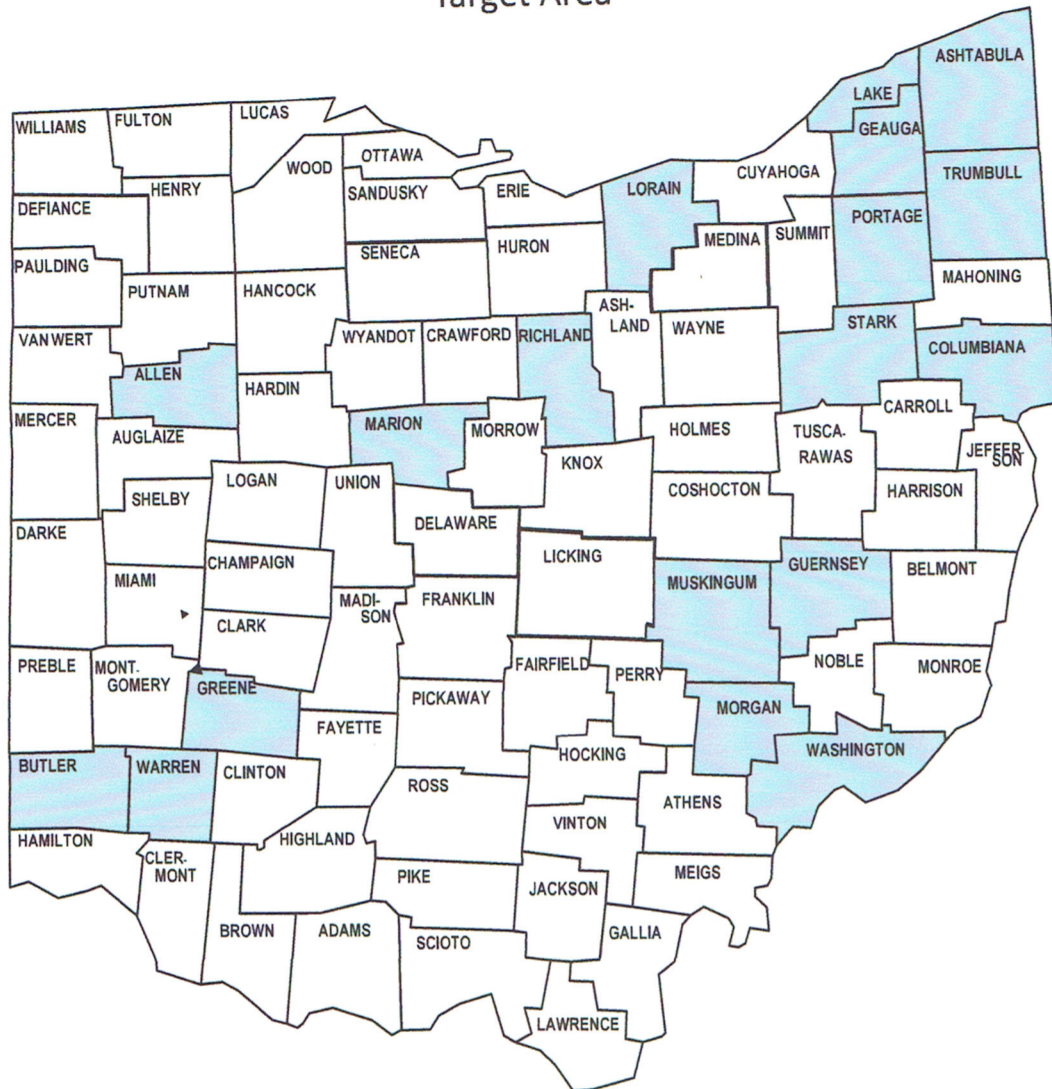 Target Area
ASHTABULA
LAKE
GEAUGA
WILLIAMS
FULTON
LUCAS
WOOD
OTTAWA
CUYAHOGA
TRUMBULL
HENRY
SANDUSKY
ERIE
LORAIN
DEFIANCE
PORTAGE
SUMMIT
MEDINA
SENECA
HURON
PAULDING
MAHONING
PUTNAM
HANCOCK
ASH-
LAND
STARK
WAYNE
VAN WERT
WYANDOT
CRAWFORD
RICHLAND
COLUMBIANA
ALLEN
HARDIN
CARROLL
MERCER
MARION
MORROW
HOLMES
TUSCA-
RAWAS
AUGLAIZE
JEFFER-
SON
KNOX
LOGAN
UNION
COSHOCTON
HARRISON
SHELBY
DELAWARE
DARKE
LICKING
CHAMPAIGN
GUERNSEY
BELMONT
MIAMI
MUSKINGUM
MADI-
SON
FRANKLIN
CLARK
PREBLE
MONT-
GOMERY
FAIRFIELD
PERRY
NOBLE
MONROE
GREENE
PICKAWAY
MORGAN
FAYETTE
WASHINGTON
HOCKING
BUTLER
WARREN
CLINTON
ROSS
ATHENS
VINTON
HAMILTON
HIGHLAND
CLER-
MONT
MEIGS
PIKE
JACKSON
BROWN
ADAMS
SCIOTO
GALLIA
LAWRENCE